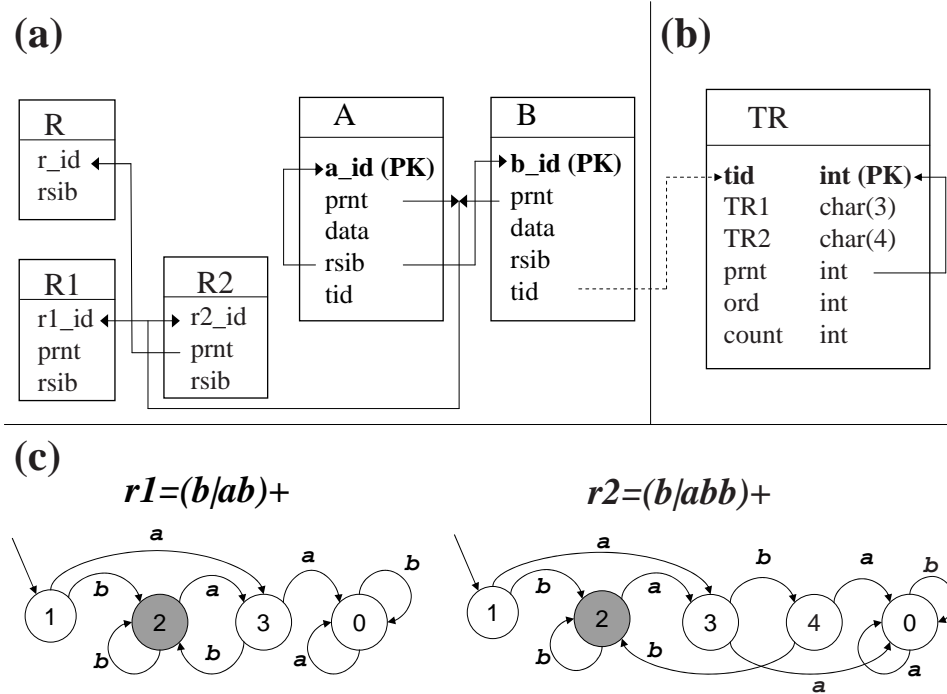 (a)
R
r_id
rsib
R1
r1_id
prnt
rsib
R2
r2_id
prnt
rsib
A
a_id (PK)
prnt
data
rsib
tid
B
b_id (PK)
prnt
data
rsib
tid
(b)
TR
tid int (PK)
TR1 char(3)
TR2 char(4)
prnt int
ord int
count int
(c)
r1=(b|ab)+
a
a
b
b
a
1
2
3
0
b
b
a
r2=(b|abb)+
a
b
a
b
b
a
1
2
3
4
0
b
b
a
a